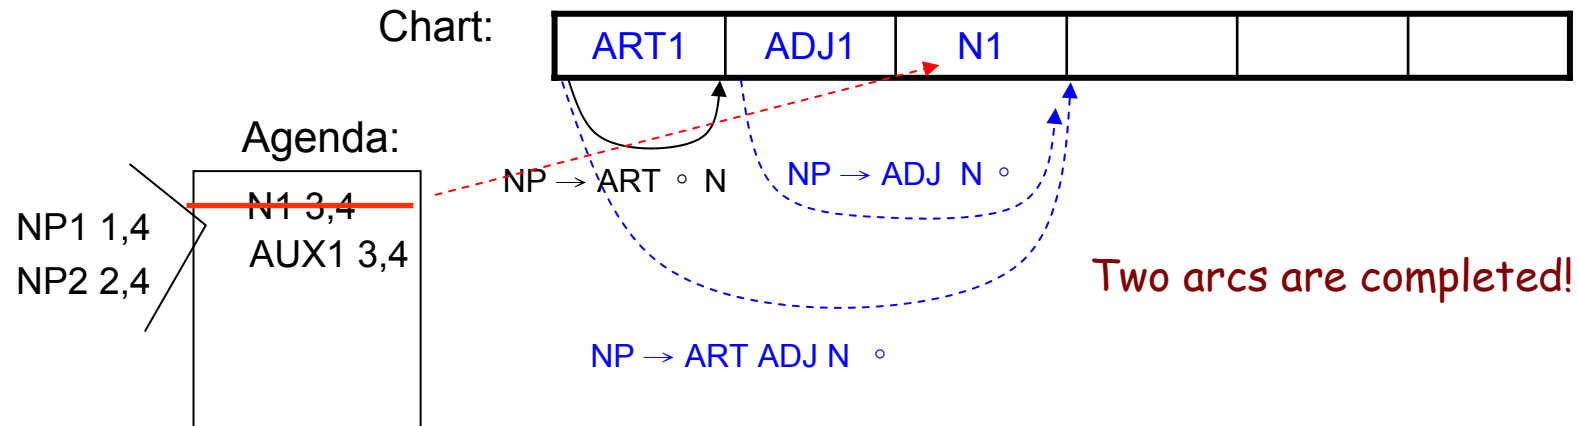 Chart:
ART1 ADJ1 N1
Agenda:
N1 3,4
AUX1 3,4
NP1 1,4
NP2 2,4
NP → ART ° N
NP → ADJ N °
Two arcs are completed!
NP → ART ADJ N °